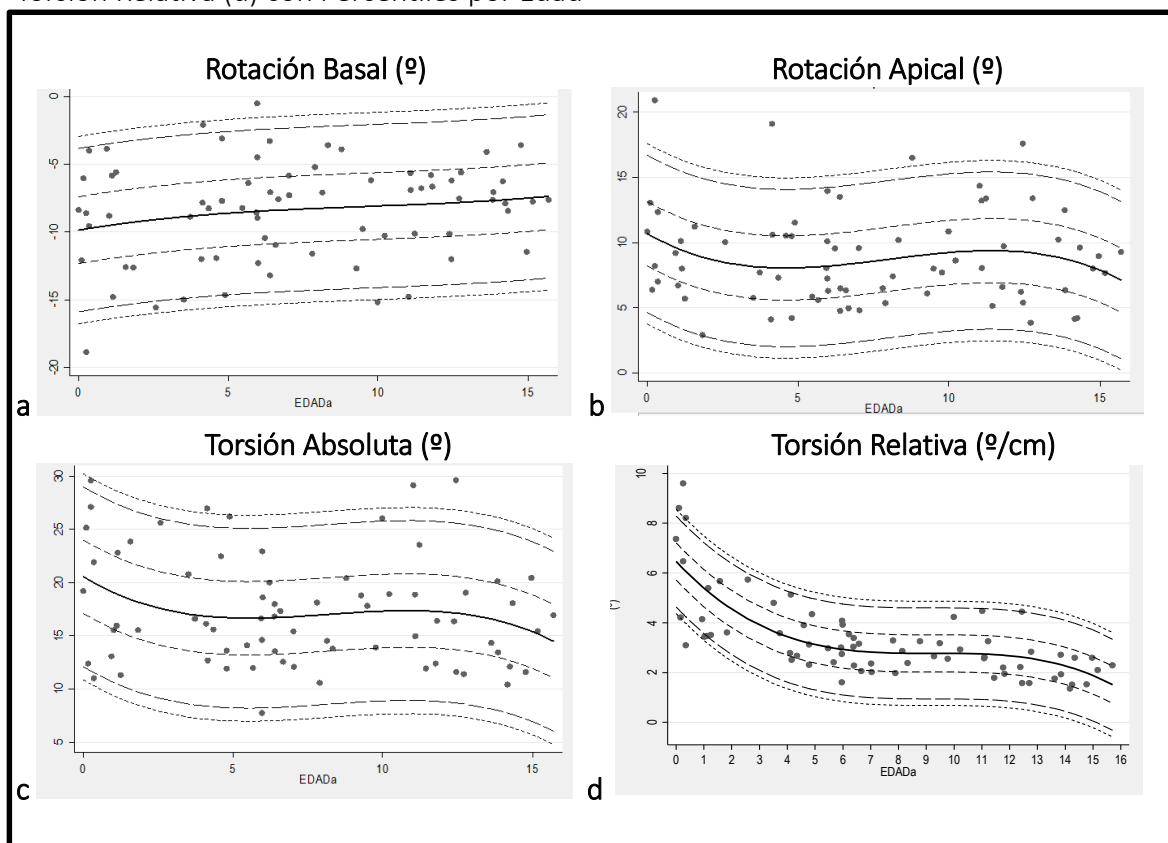 Torsión Relativa (d) con Percentiles por Edad
Rotación Basal (º)
0
-5
-10
-15
-20
0 5 10 15
EDADa
a
Rotación Apical (º)
20
15
10
5
0
0 5 10 15
EDADa
b
Torsión Absoluta (º)
30
25
20
15
10
5
0 5 10 15
EDADa
c
Torsión Relativa (º/cm)
10
8
6
4
2
0
(º)
0 1 2 3 4 5 6 7 8 9 10 11 12 13 14 15 16
EDADa
d